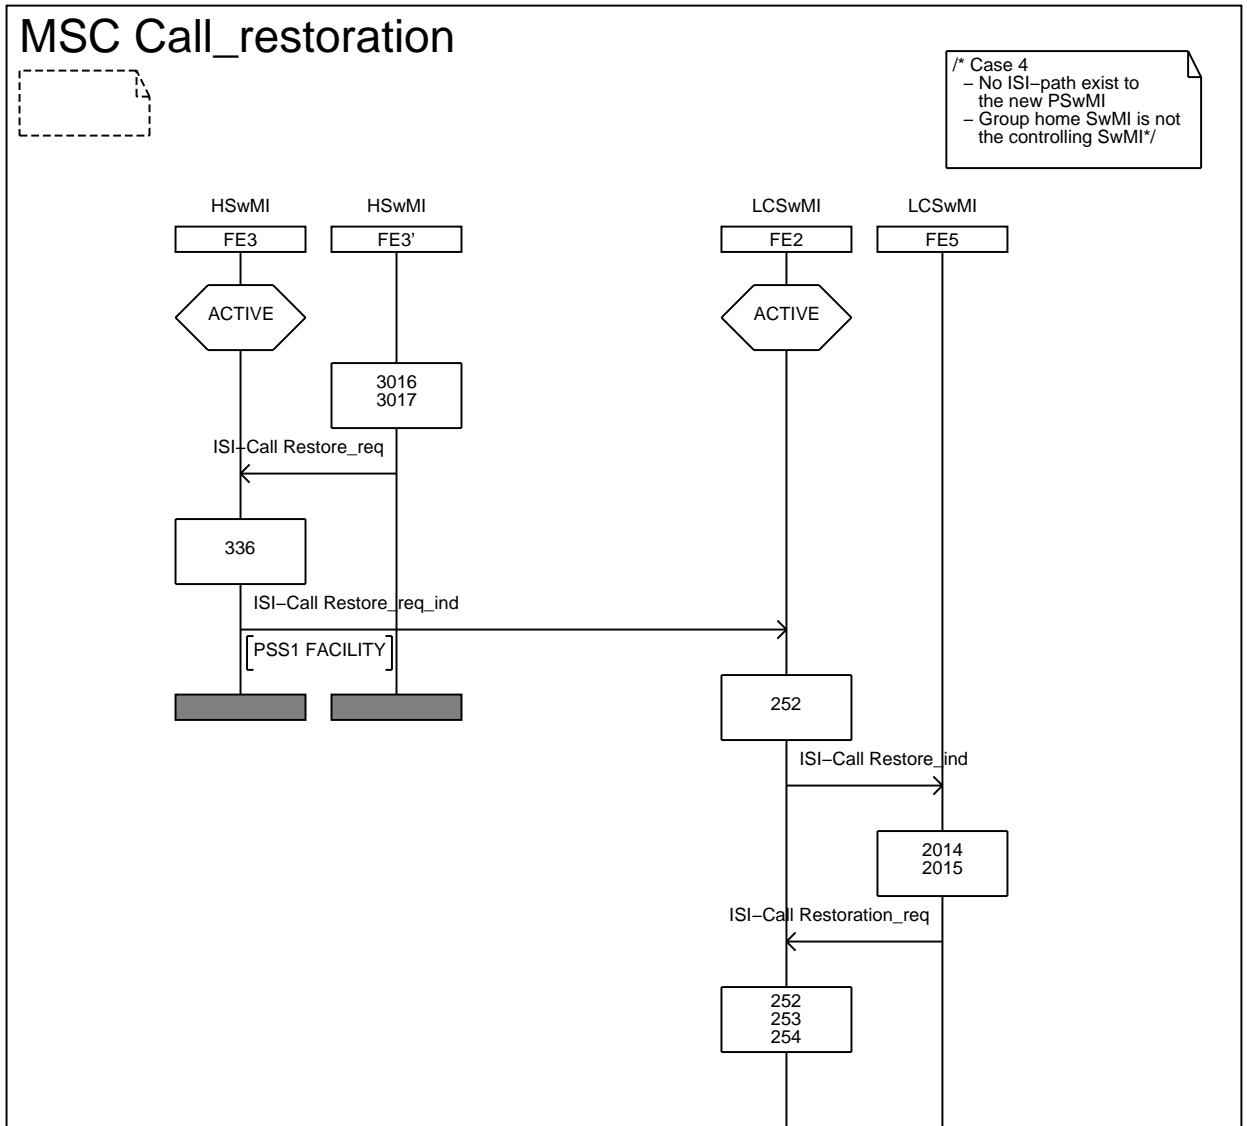 MSC Call_restoration
/* Case 4
– No ISI–path exist to
the new PSwMI
– Group home SwMI is not
the controlling SwMI*/
HSwMI HSwMI LCSwMI LCSwMI
FE3 FE3’ FE2 FE5
ACTIVE ACTIVE
3016
3017
ISI–Call Restore_req
336
ISI–Call Restore_req_ind
PSS1 FACILITY
252
ISI–Call Restore_ind
2014
2015
ISI–Call Restoration_req
252
253
254